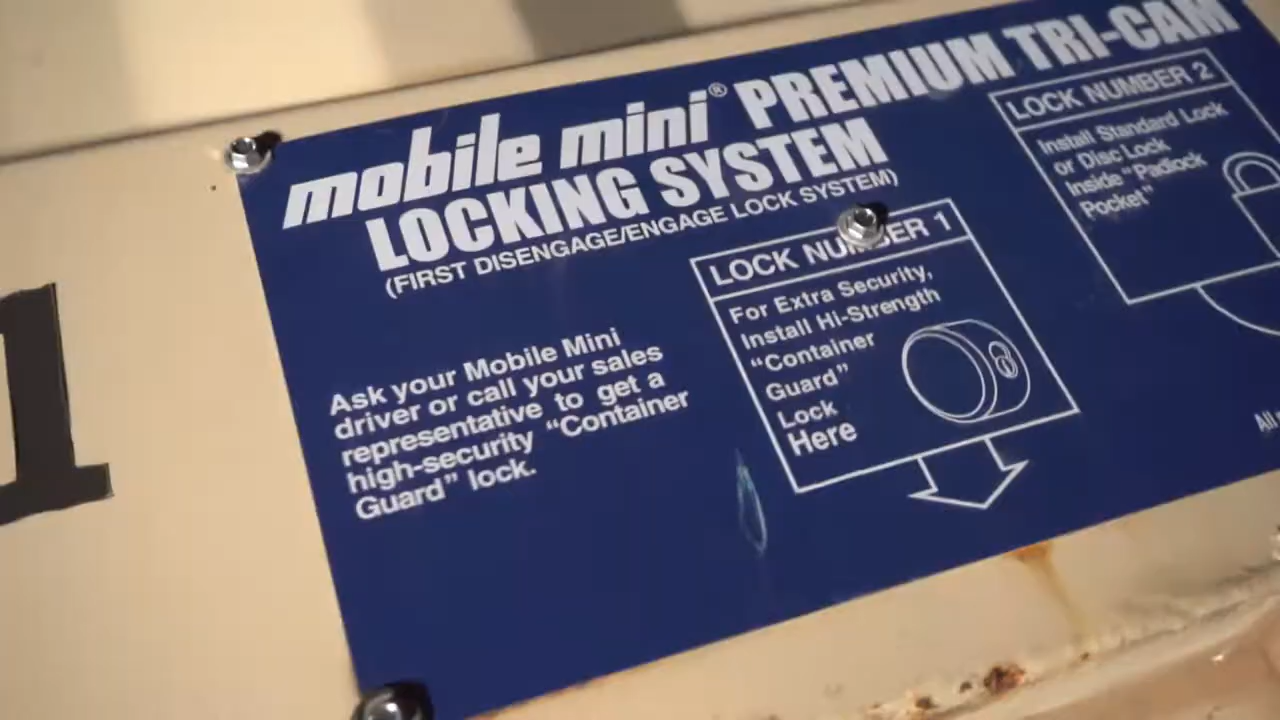 mobile mini® PREMIUM TRI-CAM
LOCKING SYSTEM
(FIRST DISENGAGE/ENGAGE LOCK SYSTEM)
Ask your Mobile Mini
driver or call your sales
representative to get a
high-security “Container
Guard” lock.
LOCK NUMBER 1
For Extra Security,
Install Hi-Strength
“Container
Guard”
Lock
Here
LOCK NUMBER 2
Install Standard Lock
or Disc Lock
Inside “Padlock
Pocket”
All
1